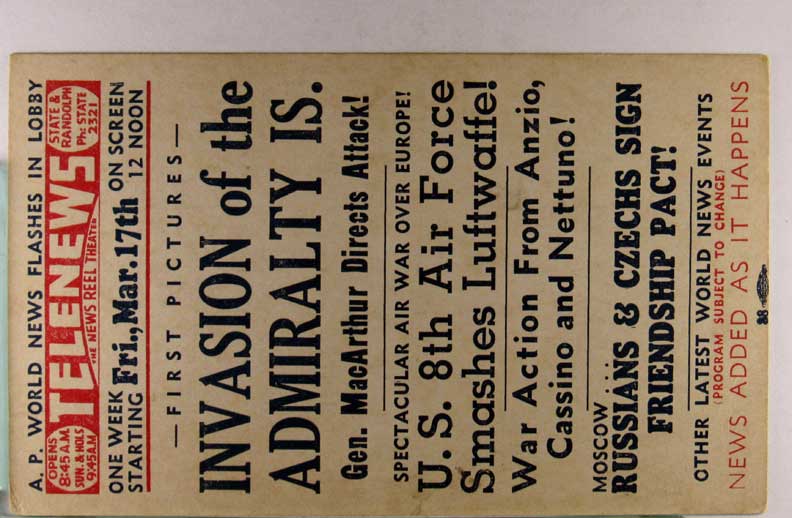 A. P. WORLD NEWS FLASHES IN LOBBY
OPENS
8:45 A.M.
SUN. & HOLS
9:45 A.M
TELENEWS
THE NEWS REEL THEATER
STATE &
RANDOLPH
Ph: STATE
2321
ONE WEEK
STARTING Fri., Mar. 17th ON SCREEN
12 NOON
—FIRST PICTURES—
INVASION of the
ADMIRALTY IS.
Gen. MacArthur Directs Attack!
SPECTACULAR AIR WAR OVER EUROPE!
U. S. 8th Air Force
Smashes Luftwaffe!
War Action From Anzio,
Cassino and Nettuno!
MOSCOW...
RUSSIANS & CZECHS SIGN
FRIENDSHIP PACT!
OTHER LATEST WORLD NEWS EVENTS
(PROGRAM SUBJECT TO CHANGE)
NEWS ADDED AS IT HAPPENS
88